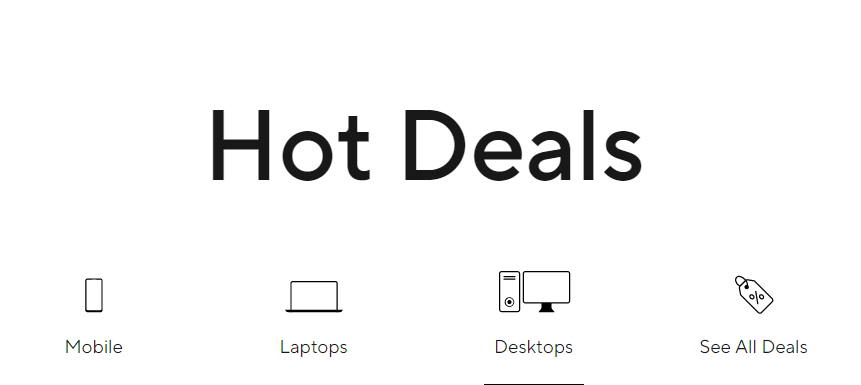 Hot Deals
Mobile
Laptops
Desktops
%
See All Deals